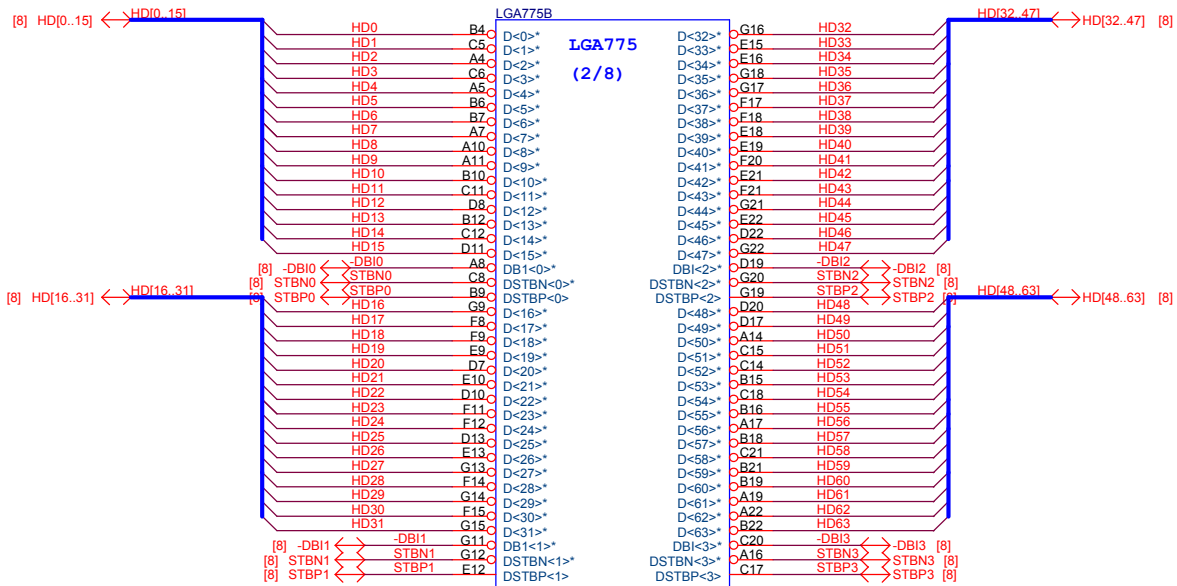 LGA775B
LGA775
(2/8)
[8] HD[0..15] HD[0..15]
HD0 B4 D<0>*
HD1 C5 D<1>*
HD2 A4 D<2>*
HD3 C6 D<3>*
HD4 A5 D<4>*
HD5 B6 D<5>*
HD6 B7 D<6>*
HD7 A7 D<7>*
HD8 A10 D<8>*
HD9 A11 D<9>
HD10 B10 D<10>*
HD11 C11 D<11>*
HD12 D8 D<12>*
HD13 B12 D<13>*
HD14 C12 D<14>*
HD15 D11 D<15>*
[8] -DBI0 -DBI0 A8 DB1<0>*
[8] STBN0 STBN0 C8 DSTBN<0>*
[8] STBP0 STBP0 B9 DSTBP<0>
[8] HD[16..31] HD[16..31]
HD16 G9 D<16>*
HD17 F8 D<17>*
HD18 F9 D<18>*
HD19 E9 D<19>*
HD20 D7 D<20>*
HD21 E10 D<21>*
HD22 D10 D<22>*
HD23 F11 D<23>*
HD24 F12 D<24>*
HD25 D13 D<25>*
HD26 E13 D<26>*
HD27 G13 D<27>*
HD28 F14 D<28>*
HD29 G14 D<29>*
HD30 F15 D<30>*
HD31 G15 D<31>*
[8] -DBI1 -DBI1 G11 DB1<1>*
[8] STBN1 STBN1 G12 DSTBN<1>*
[8] STBP1 STBP1 E12 DSTBP<1>
HD[32..47] HD[32..47] [8]
D<32>* G16 HD32
D<33>* E15 HD33
D<34>* E16 HD34
D<35>* G18 HD35
D<36>* G17 HD36
D<37>* F17 HD37
D<38>* F18 HD38
D<39>* E18 HD39
D<40>* E19 HD40
D<41>* F20 HD41
D<42>* E21 HD42
D<43>* F21 HD43
D<44>* G21 HD44
D<45>* E22 HD45
D<46>* D22 HD46
D<47>* G22 HD47
DBI<2>* D19 -DBI2 -DBI2 [8]
DSTBN<2>* G20 STBN2 STBN2 [8]
DSTBP<2> G19 STBP2 STBP2 [8]
HD[48..63] HD[48..63] [8]
D<48>* D20 HD48
D<49>* D17 HD49
D<50>* A14 HD50
D<51>* C15 HD51
D<52>* C14 HD52
D<53>* B15 HD53
D<54>* C18 HD54
D<55>* B16 HD55
D<56>* A17 HD56
D<57>* B18 HD57
D<58>* C21 HD58
D<59>* B21 HD59
D<60>* B19 HD60
D<61>* A19 HD61
D<62>* A22 HD62
D<63>* B22 HD63
DBI<3>* C20 -DBI3 -DBI3 [8]
DSTBN<3>* A16 STBN3 STBN3 [8]
DSTBP<3> C17 STBP3 STBP3 [8]